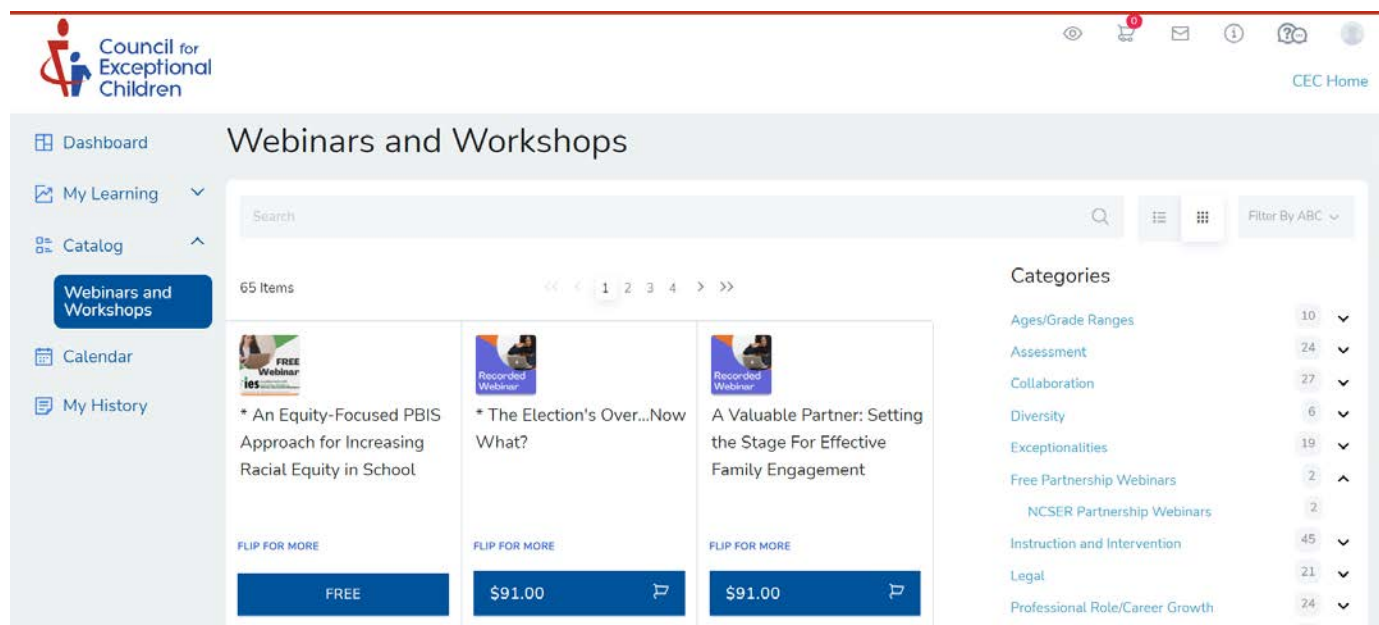 Council for
Exceptional
Children
0
CEC Home
Dashboard
My Learning
Catalog
Webinars and
Workshops
Calendar
My History
Webinars and Workshops
Search
Filter By ABC
65 Items
<< < 1 2 3 4 > >>
FREE
Webinar
ies
* An Equity-Focused PBIS
Approach for Increasing
Racial Equity in School
FLIP FOR MORE
FREE
Recorded
Webinar
* The Election's Over...Now
What?
FLIP FOR MORE
$91.00
Recorded
Webinar
A Valuable Partner: Setting
the Stage For Effective
Family Engagement
FLIP FOR MORE
$91.00
Categories
Ages/Grade Ranges 10
Assessment 24
Collaboration 27
Diversity 6
Exceptionalities 19
Free Partnership Webinars 2
NCSER Partnership Webinars 2
Instruction and Intervention 45
Legal 21
Professional Role/Career Growth 24